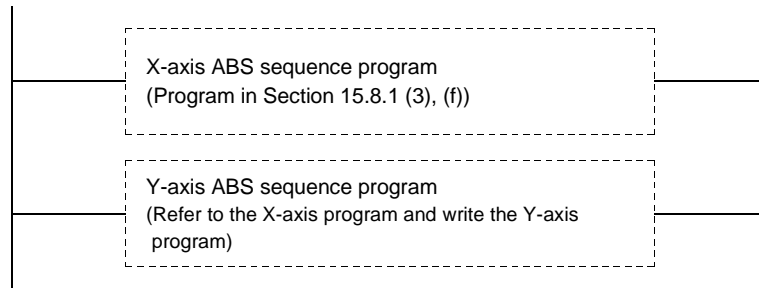 X-axis ABS sequence program
(Program in Section 15.8.1 (3), (f))
Y-axis ABS sequence program
(Refer to the X-axis program and write the Y-axis
program)